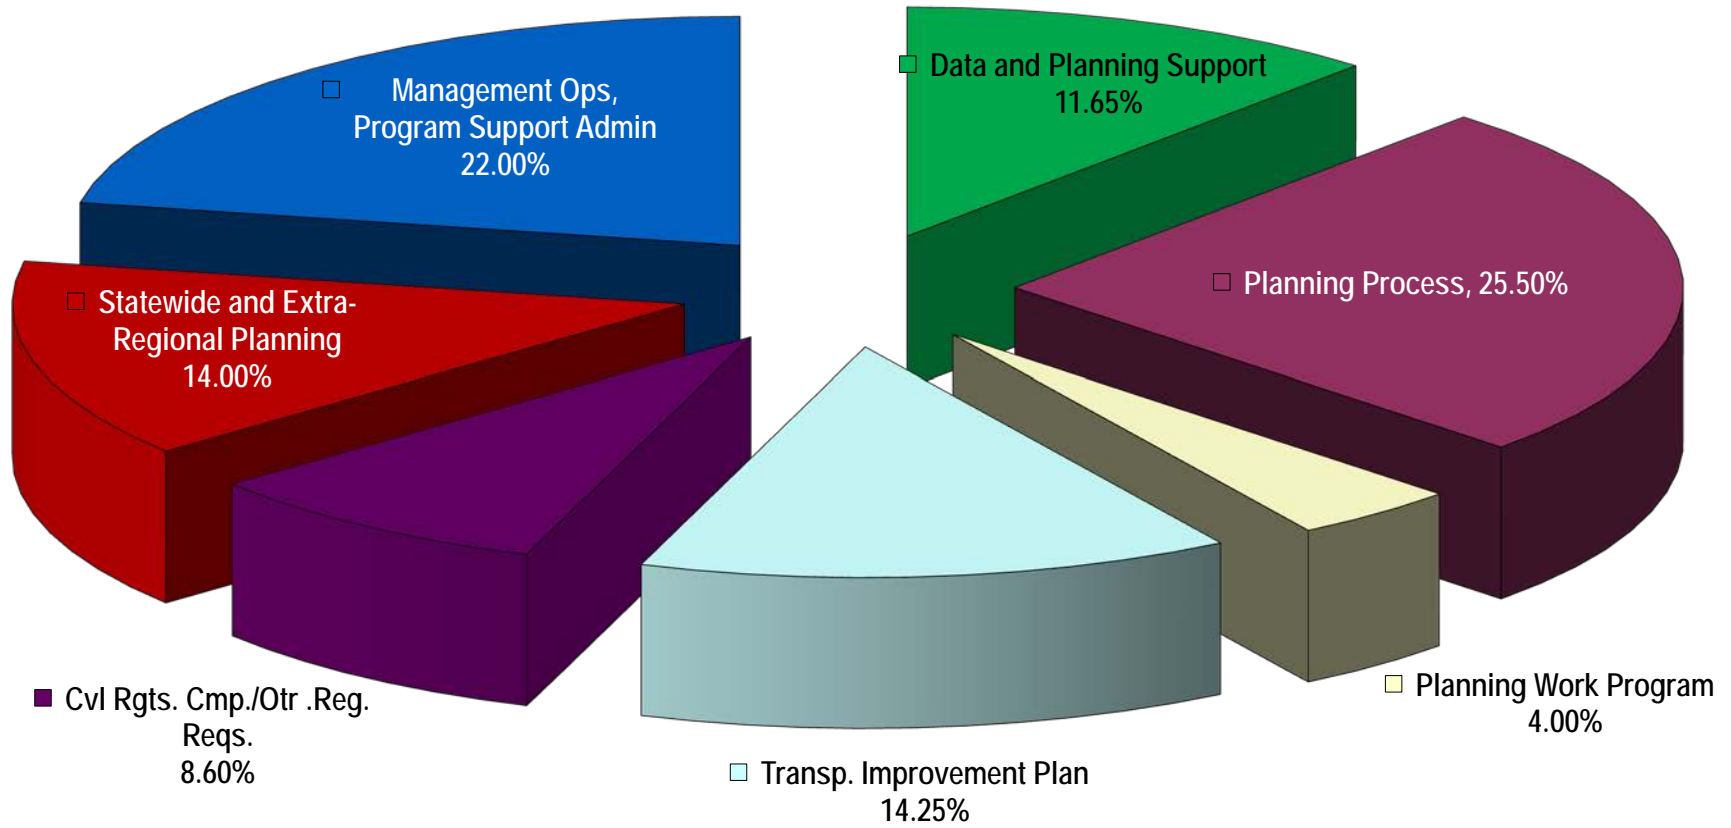 Management Ops,
Program Support Admin
22.00%
Data and Planning Support
11.65%
Planning Process, 25.50%
Statewide and Extra-
Regional Planning
14.00%
Cvl Rgts. Cmp./Otr .Reg.
Reqs.
8.60%
Transp. Improvement Plan
14.25%
Planning Work Program
4.00%